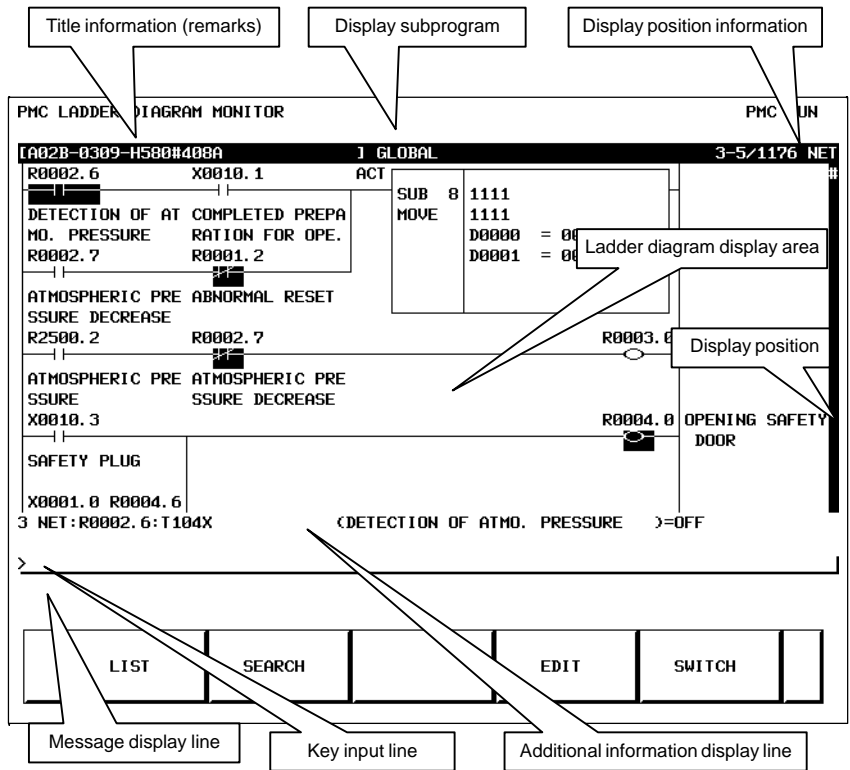 Title information (remarks) Display subprogram Display position information
PMC LADDER DIAGRAM MONITOR PMC UN
[A02B-0309-H580#408A ] GLOBAL 3-5/1176 NET
R0002.6 X0010.1 ACT #
SUB 8 1111
DETECTION OF AT COMPLETED PREPA MOVE 1111
MO. PRESSURE RATION FOR OPE. D0000 = 00
R0002.7 R0001.2 D0001 = 00
Ladder diagram display area
ATMOSPHERIC PRE ABNORMAL RESET
SSURE DECREASE
R2500.2 R0002.7 R0003.0
Display position
ATMOSPHERIC PRE ATMOSPHERIC PRE
SSURE SSURE DECREASE
X0010.3 R0004.0 OPENING SAFETY
DOOR
SAFETY PLUG
X0001.0 R0004.6
3 NET:R0002.6:T104X (DETECTION OF ATMO. PRESSURE )=OFF
>
LIST SEARCH EDIT SWITCH
Message display line Key input line Additional information display line